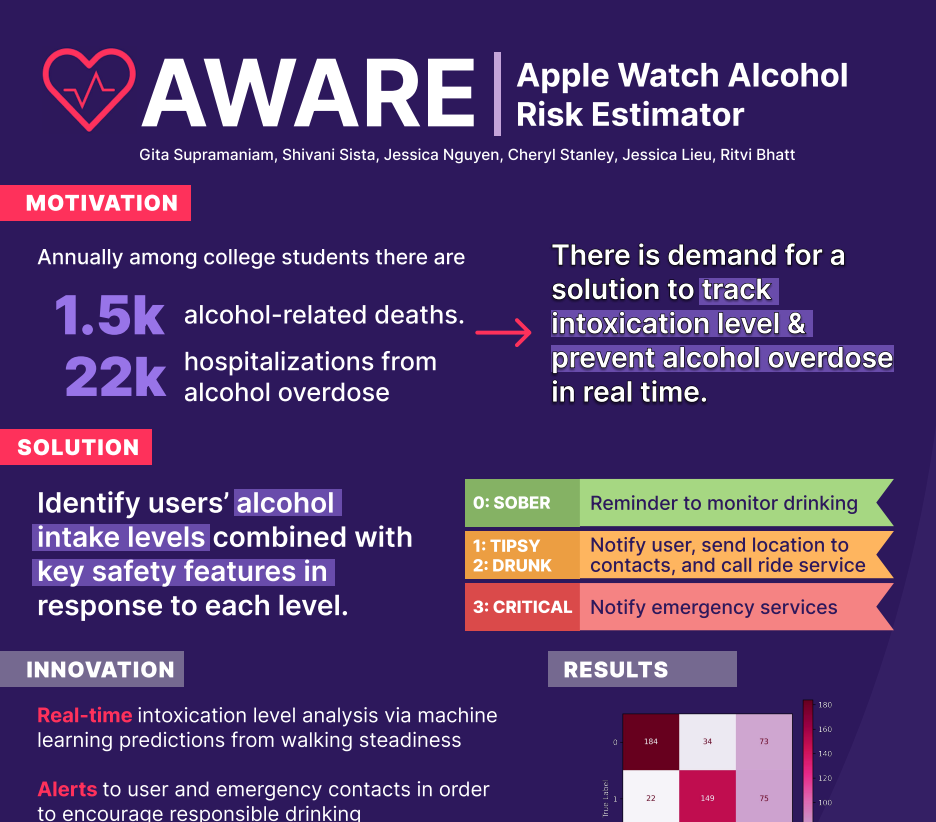 AWARE
Apple Watch Alcohol
Risk Estimator
Gita Supramaniam, Shivani Sista, Jessica Nguyen, Cheryl Stanley, Jessica Lieu, Ritvi Bhatt
MOTIVATION
Annually among college students there are
1.5k alcohol-related deaths.
22k hospitalizations from
alcohol overdose
There is demand for a
solution to track
intoxication level &
prevent alcohol overdose
in real time.
SOLUTION
Identify users' alcohol
intake levels combined with
key safety features in
response to each level.
0: SOBER Reminder to monitor drinking
1: TIPSY
2: DRUNK
Notify user, send location to
contacts, and call ride service
3: CRITICAL Notify emergency services
INNOVATION
Real-time intoxication level analysis via machine
learning predictions from walking steadiness
Alerts to user and emergency contacts in order
to encourage responsible drinking
RESULTS
True Label
0 184 34 73
1 22 149 75
180
160
140
120
100